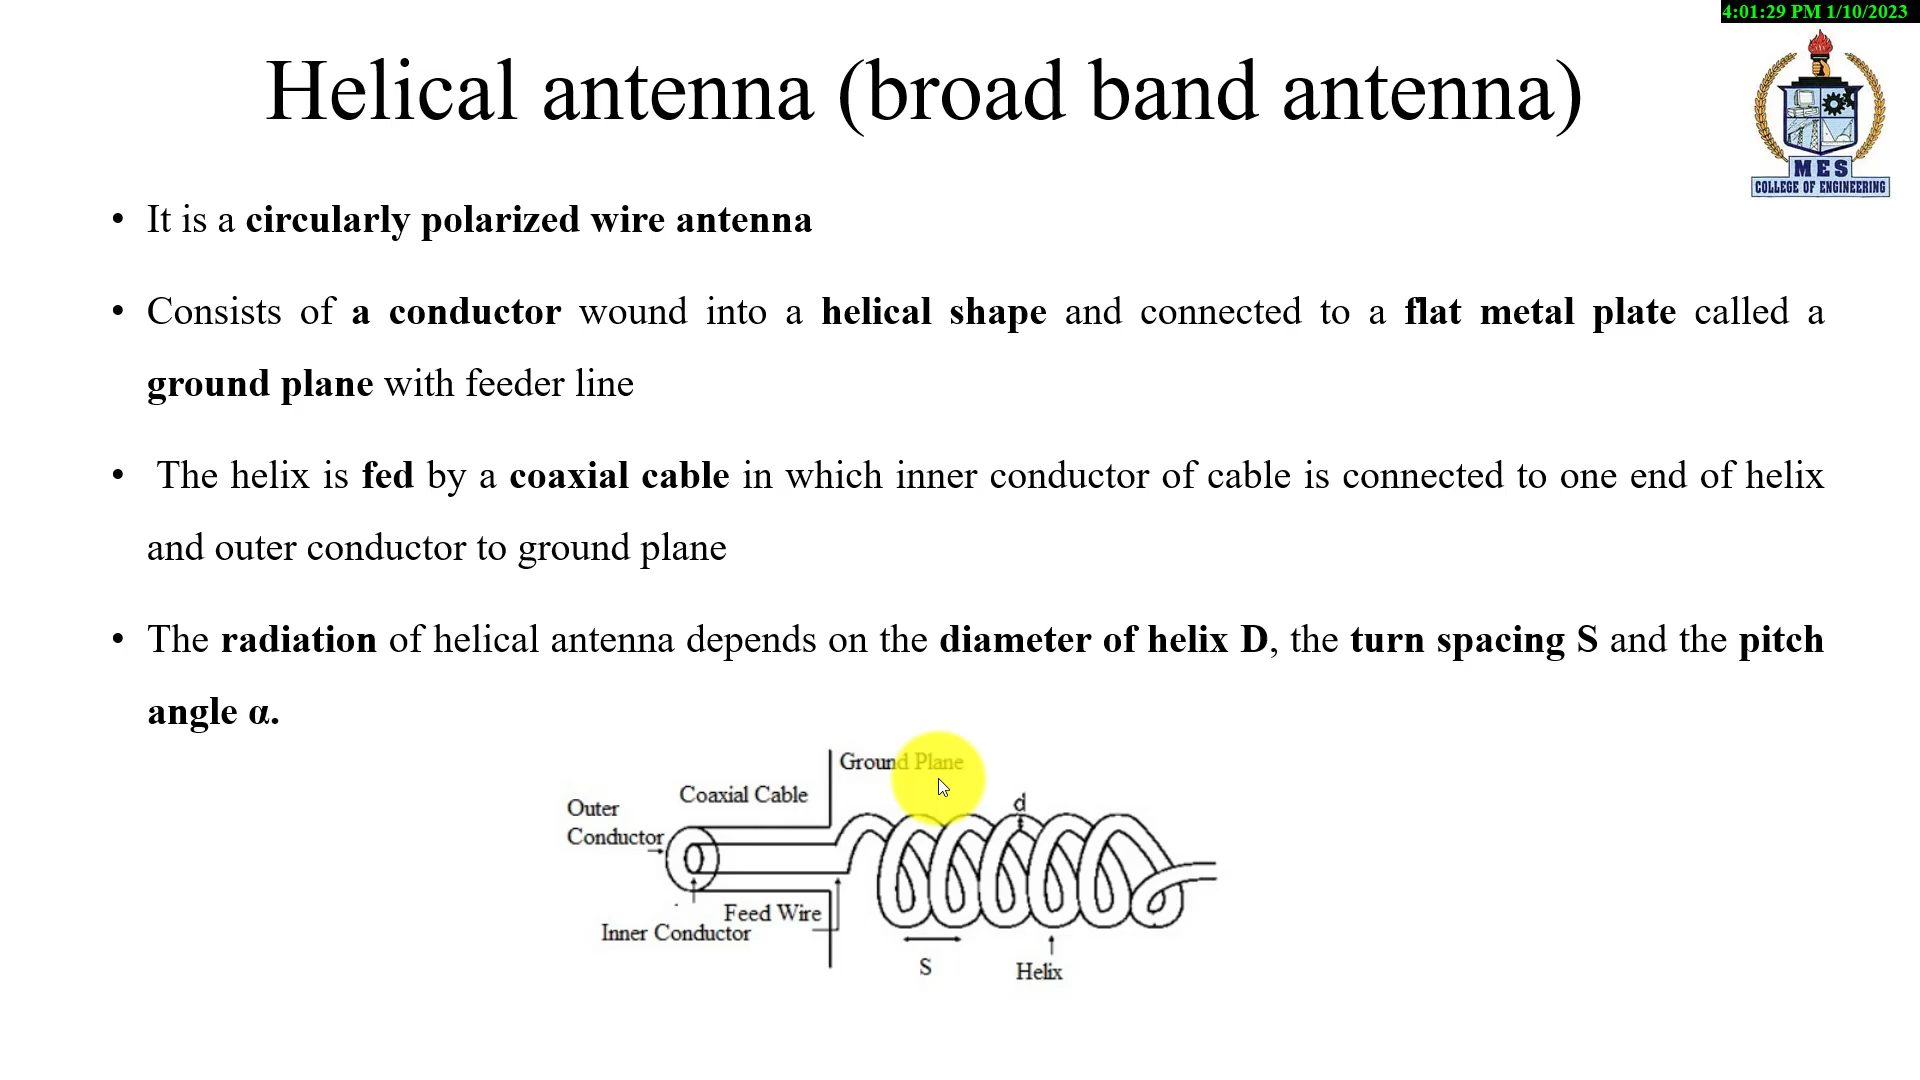 4:01:29 PM 1/10/2023
Helical antenna (broad band antenna)
MES
COLLEGE OF ENGINEERING
• It is a circularly polarized wire antenna
• Consists of a conductor wound into a helical shape and connected to a flat metal plate called a
ground plane with feeder line
• The helix is fed by a coaxial cable in which inner conductor of cable is connected to one end of helix
and outer conductor to ground plane
• The radiation of helical antenna depends on the diameter of helix D, the turn spacing S and the pitch
angle α.
Ground Plane
Coaxial Cable
Outer
Conductor
d
Feed Wire
Inner Conductor
S
Helix